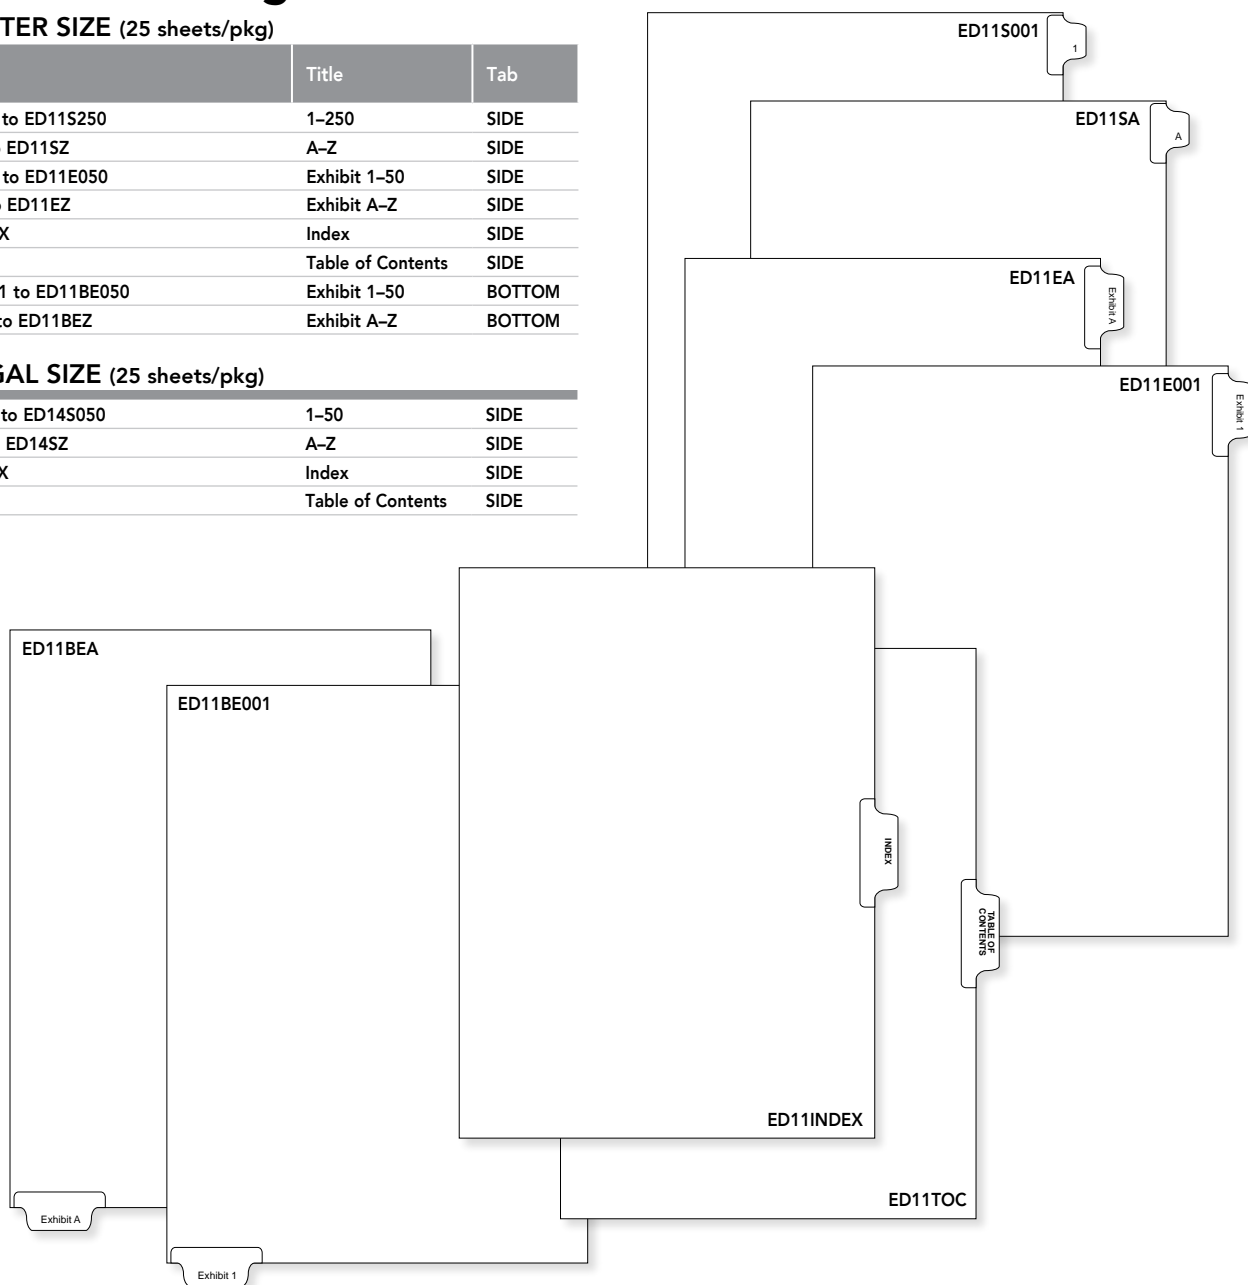 TER SIZE (25 sheets/pkg)
Title Tab
to ED11S250 1–250 SIDE
ED11SZ A–Z SIDE
to ED11E050 Exhibit 1–50 SIDE
ED11EZ Exhibit A–Z SIDE
X Index SIDE
Table of Contents SIDE
1 to ED11BE050 Exhibit 1–50 BOTTOM
to ED11BEZ Exhibit A–Z BOTTOM
GAL SIZE (25 sheets/pkg)
to ED14S050 1–50 SIDE
ED14SZ A–Z SIDE
X Index SIDE
Table of Contents SIDE
ED11S001
1
ED11SA
A
ED11EA
Exhibit A
ED11E001
Exhibit 1
ED11BEA
ED11BE001
INDEX
TABLE OF
CONTENTS
ED11INDEX
ED11TOC
Exhibit A
Exhibit 1